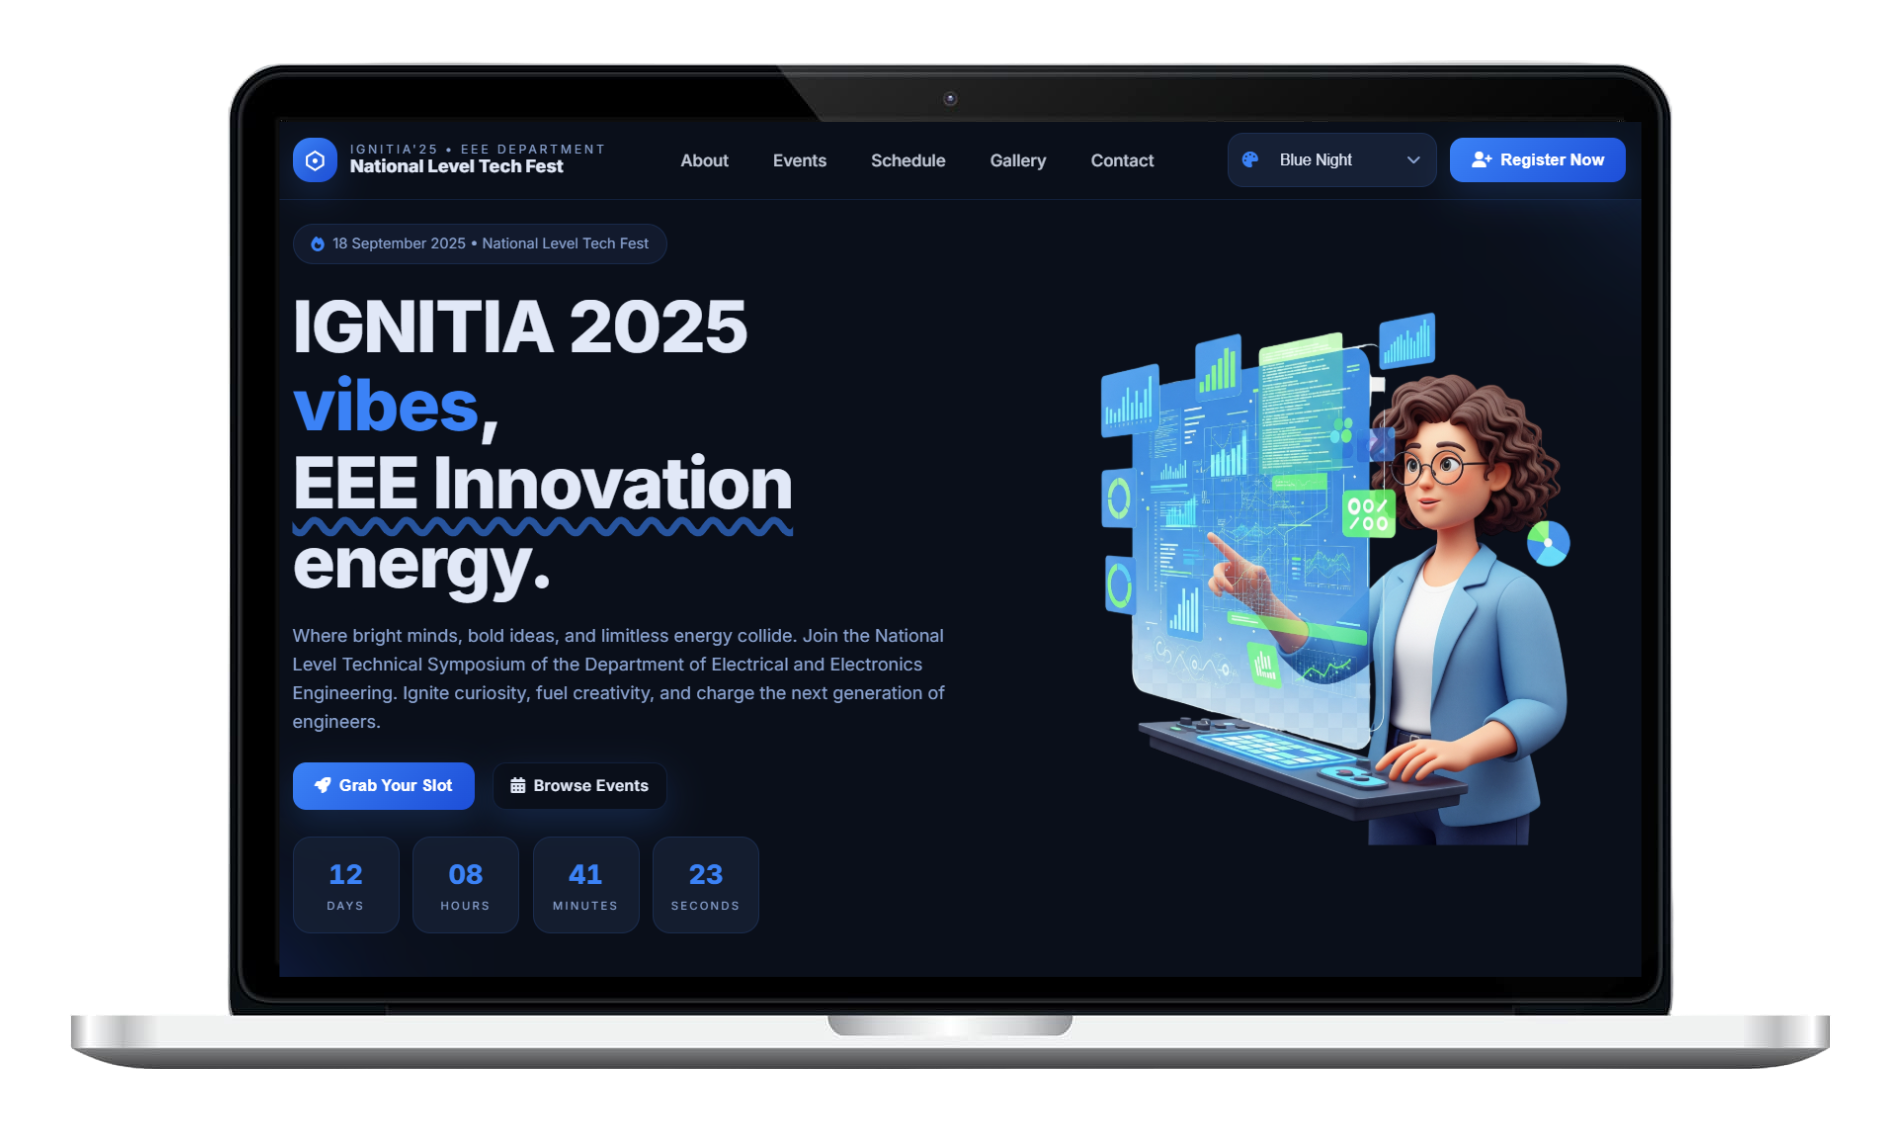 IGNITIA'25 • EEE DEPARTMENT
National Level Tech Fest
About
Events
Schedule
Gallery
Contact
Blue Night
Register Now
18 September 2025 • National Level Tech Fest
IGNITIA 2025
vibes,
EEE Innovation
energy.
Where bright minds, bold ideas, and limitless energy collide. Join the National
Level Technical Symposium of the Department of Electrical and Electronics
Engineering. Ignite curiosity, fuel creativity, and charge the next generation of
engineers.
Grab Your Slot
Browse Events
12
DAYS
08
HOURS
41
MINUTES
23
SECONDS